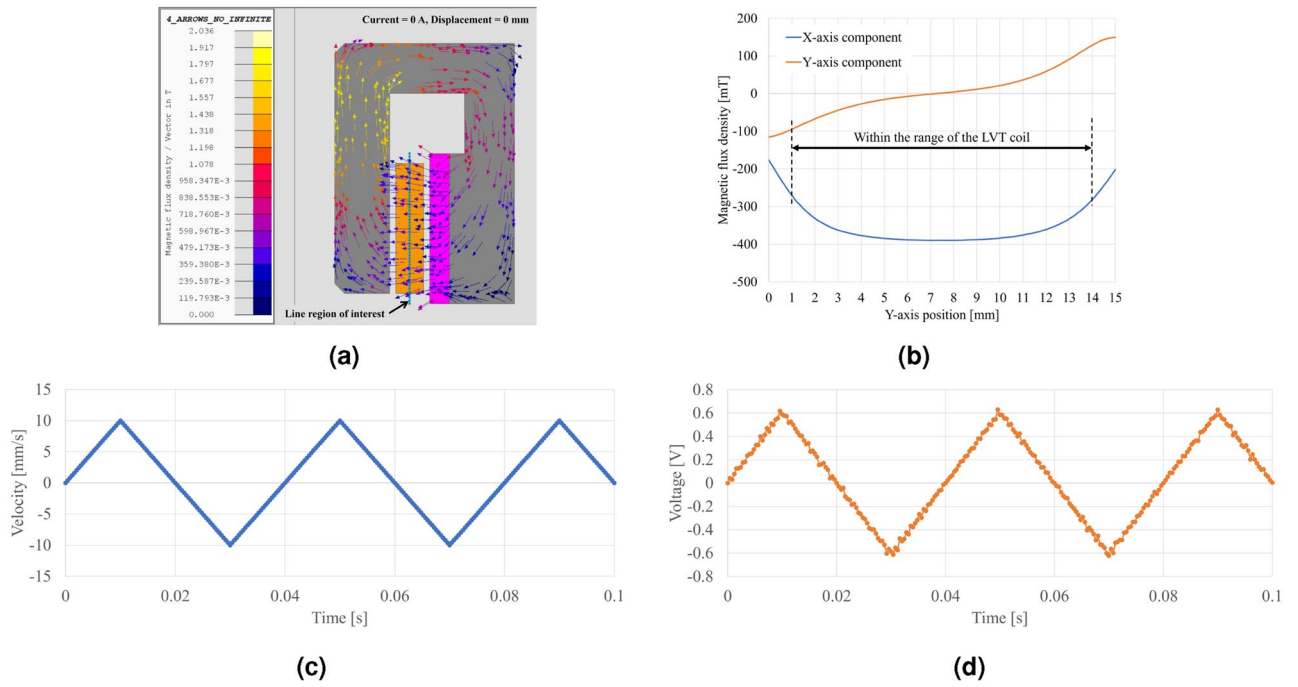 4_ARROWS_NO_INFINITE
Current = 0 A, Displacement = 0 mm
Magnetic flux density / Vector in T
2.036
1.917
1.797
1.677
1.557
1.438
1.318
1.198
1.078
958.347E-3
838.553E-3
718.760E-3
598.967E-3
479.173E-3
359.380E-3
239.587E-3
119.793E-3
0.000
Line region of interest
(a)
Magnetic flux density [mT]
200
150
100
0
-100
-200
-300
-400
-500
X-axis component
Y-axis component
Within the range of the LVT coil
0 1 2 3 4 5 6 7 8 9 10 11 12 13 14 15
Y-axis position [mm]
(b)
Velocity [mm/s]
15
10
5
0
-5
-10
-15
0 0.02 0.04 0.06 0.08 0.1
Time [s]
(c)
Voltage [V]
0.8
0.6
0.4
0.2
0
-0.2
-0.4
-0.6
-0.8
0 0.02 0.04 0.06 0.08 0.1
Time [s]
(d)